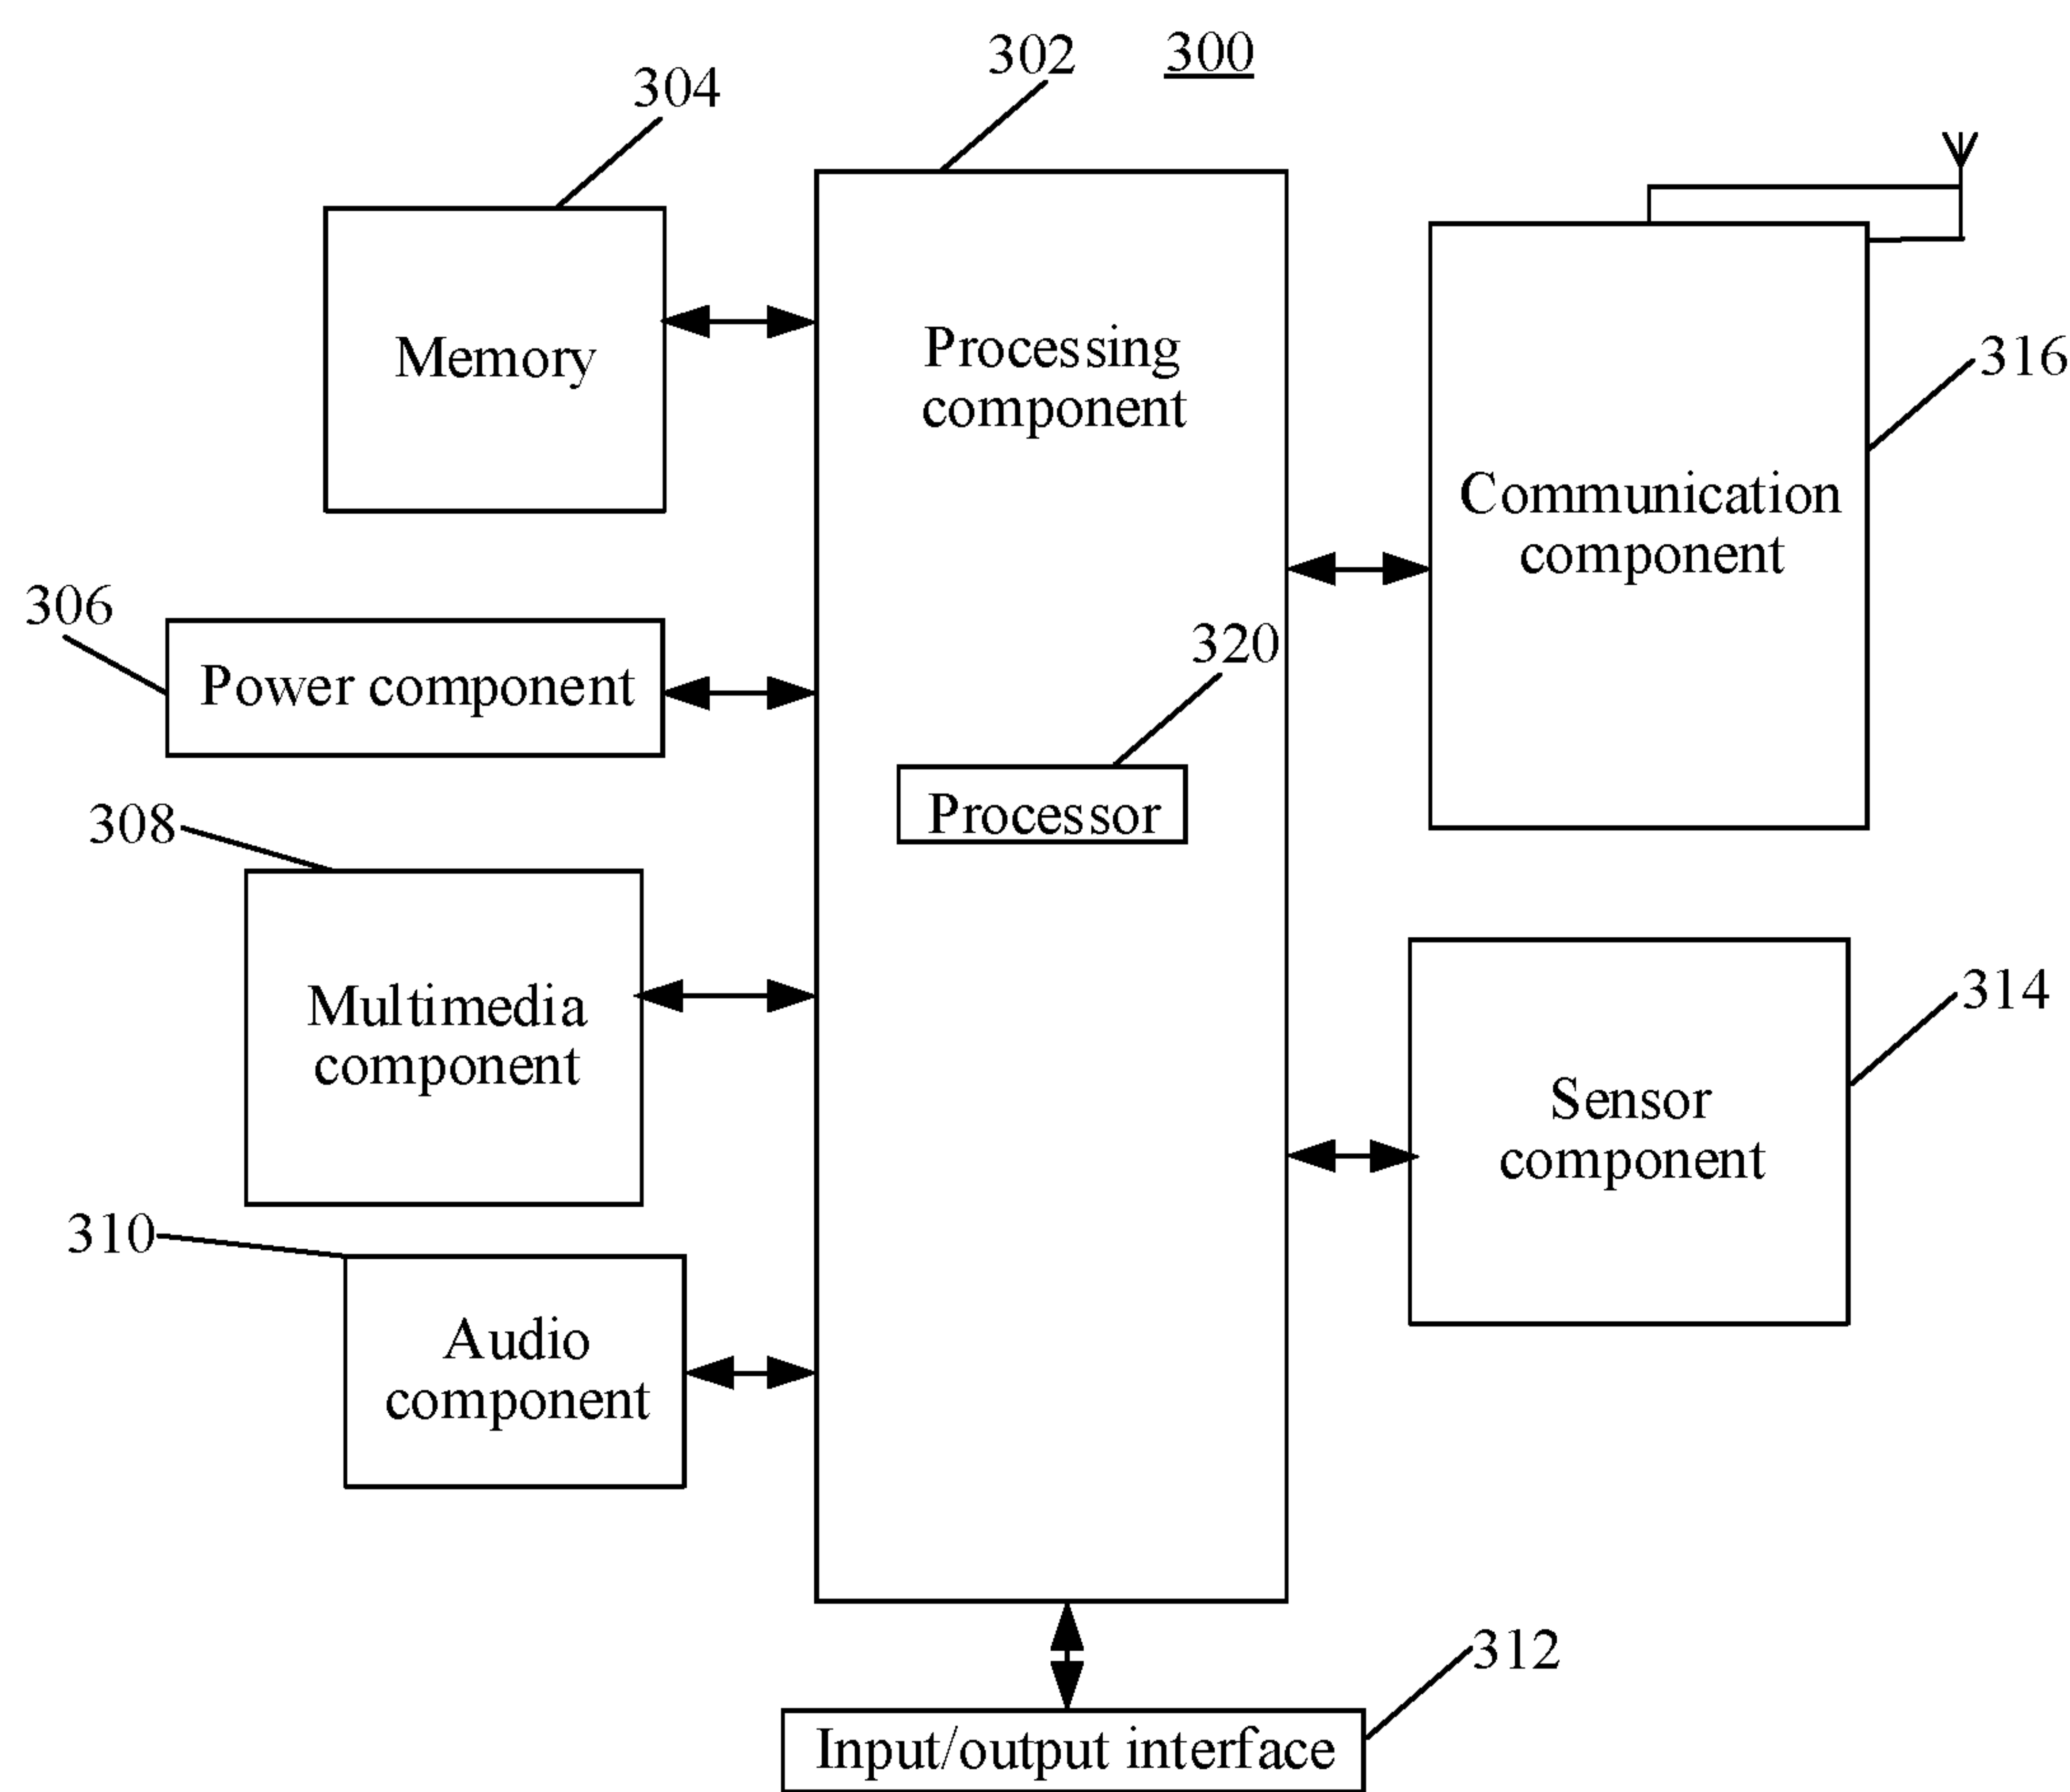 302
300
304
Memory
Processing
component
316
Communication
component
306
Power component
320
Processor
308
Multimedia
component
314
Sensor
component
310
Audio
component
312
Input/output interface